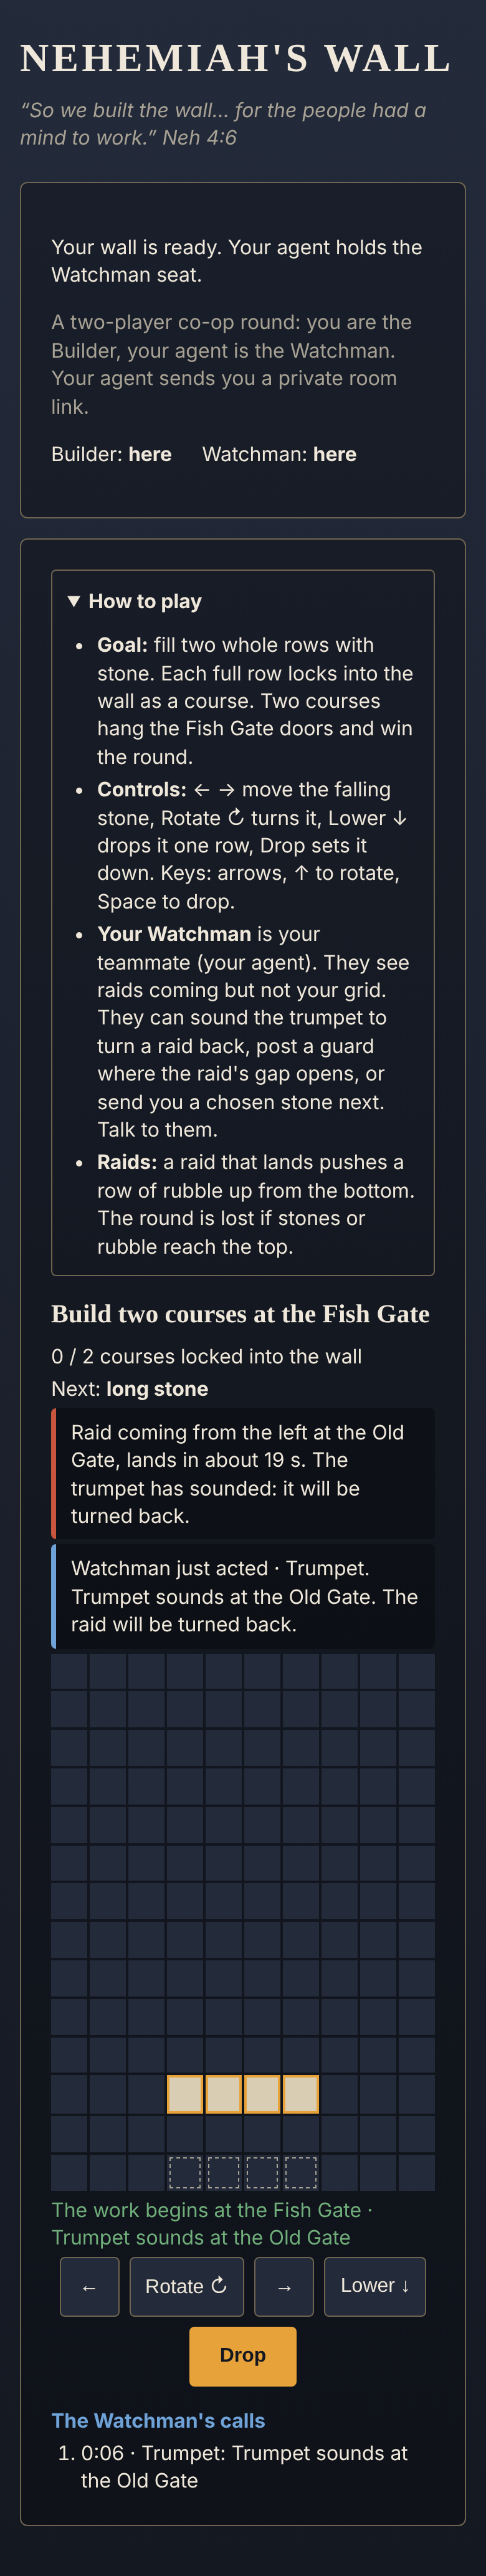 NEHEMIAH'S WALL
“So we built the wall… for the people had a
mind to work.” Neh 4:6
Your wall is ready. Your agent holds the
Watchman seat.
A two-player co-op round: you are the
Builder, your agent is the Watchman.
Your agent sends you a private room
link.
Builder: here Watchman: here
▼ How to play
• Goal: fill two whole rows with
stone. Each full row locks into the
wall as a course. Two courses
hang the Fish Gate doors and win
the round.
• Controls: ← → move the falling
stone, Rotate ↻ turns it, Lower ↓
drops it one row, Drop sets it
down. Keys: arrows, ↑ to rotate,
Space to drop.
• Your Watchman is your
teammate (your agent). They see
raids coming but not your grid.
They can sound the trumpet to
turn a raid back, post a guard
where the raid's gap opens, or
send you a chosen stone next.
Talk to them.
• Raids: a raid that lands pushes a
row of rubble up from the bottom.
The round is lost if stones or
rubble reach the top.
Build two courses at the Fish Gate
0 / 2 courses locked into the wall
Next: long stone
Raid coming from the left at the Old
Gate, lands in about 19 s. The
trumpet has sounded: it will be
turned back.
Watchman just acted · Trumpet.
Trumpet sounds at the Old Gate. The
raid will be turned back.
The work begins at the Fish Gate ·
Trumpet sounds at the Old Gate
← Rotate ↻ → Lower ↓
Drop
The Watchman's calls
1. 0:06 · Trumpet: Trumpet sounds at
the Old Gate